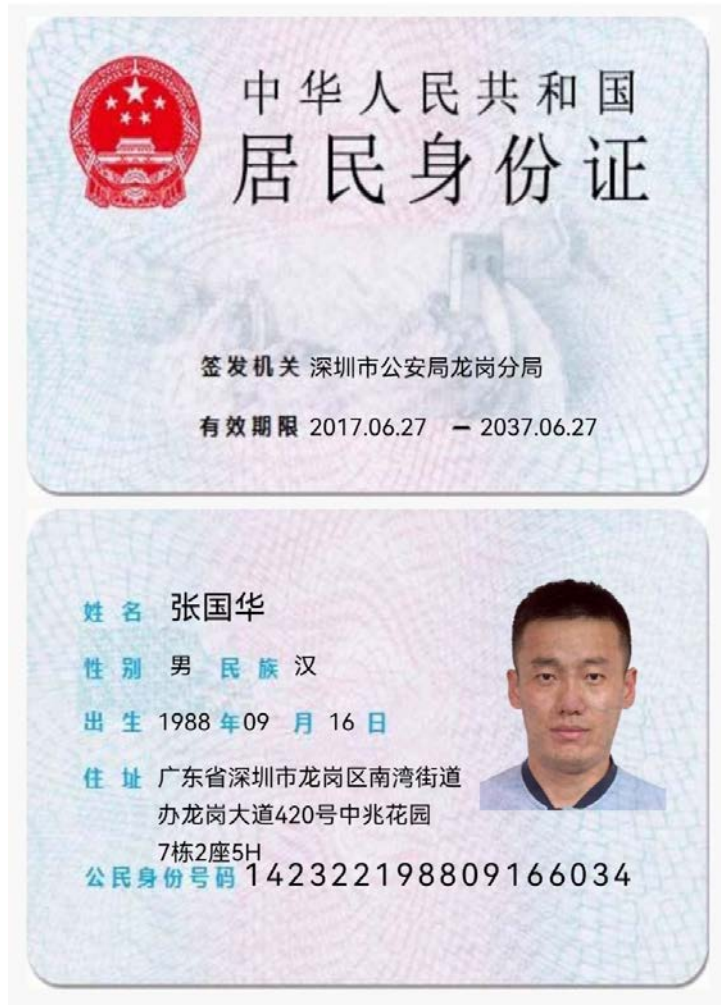 中华人民共和国
居民身份证
签发机关 深圳市公安局龙岗分局
有效期限 2017.06.27 － 2037.06.27
姓名 张国华
性别 男 民族 汉
出生 1988 年 09 月 16 日
住址 广东省深圳市龙岗区南湾街道
办龙岗大道420号中兆花园
7栋2座5H
公民身份号码 142322198809166034